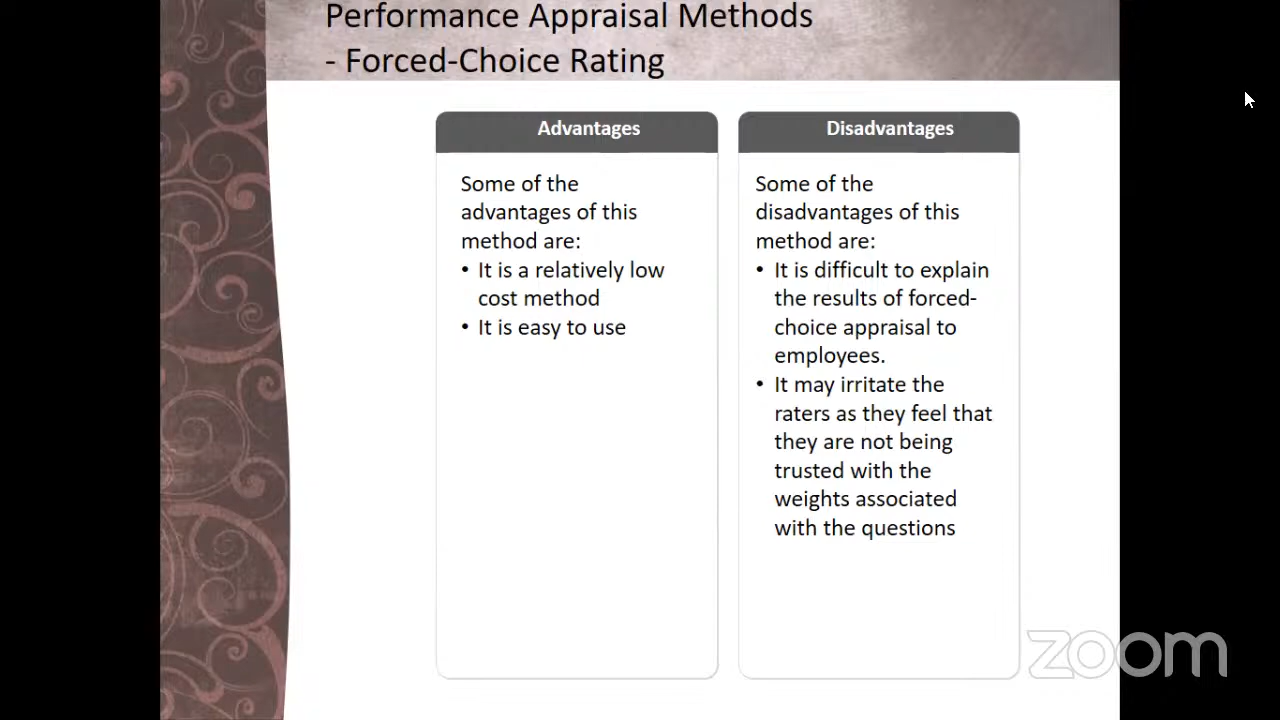 Performance Appraisal Methods
- Forced-Choice Rating
Advantages
Some of the
advantages of this
method are:
• It is a relatively low
cost method
• It is easy to use
Disadvantages
Some of the
disadvantages of this
method are:
• It is difficult to explain
the results of forced-
choice appraisal to
employees.
• It may irritate the
raters as they feel that
they are not being
trusted with the
weights associated
with the questions
zoom